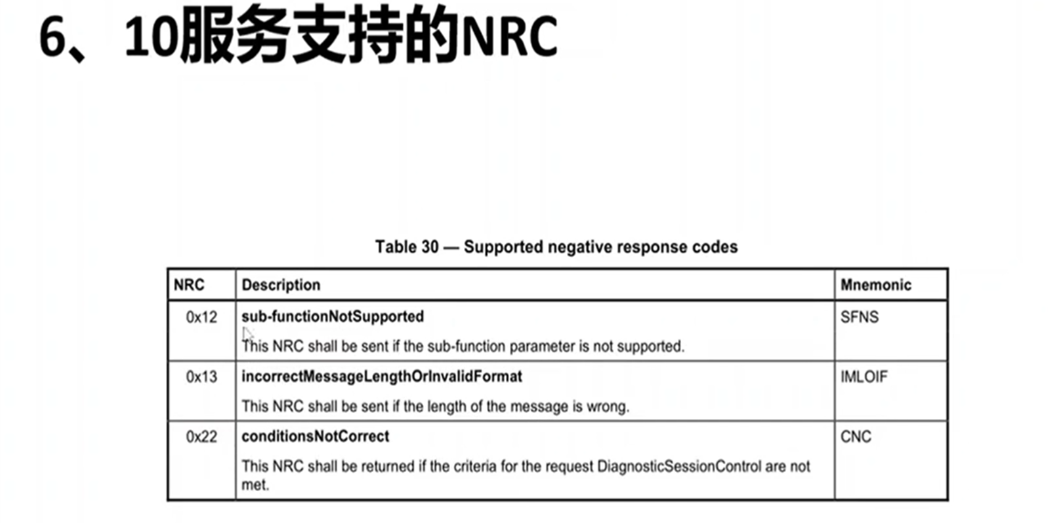 6、10服务支持的NRC
Table 30 — Supported negative response codes
NRC Description Mnemonic
0x12 sub-functionNotSupported SFNS
This NRC shall be sent if the sub-function parameter is not supported.
0x13 incorrectMessageLengthOrInvalidFormat IMLOIF
This NRC shall be sent if the length of the message is wrong.
0x22 conditionsNotCorrect CNC
This NRC shall be returned if the criteria for the request DiagnosticSessionControl are not
met.